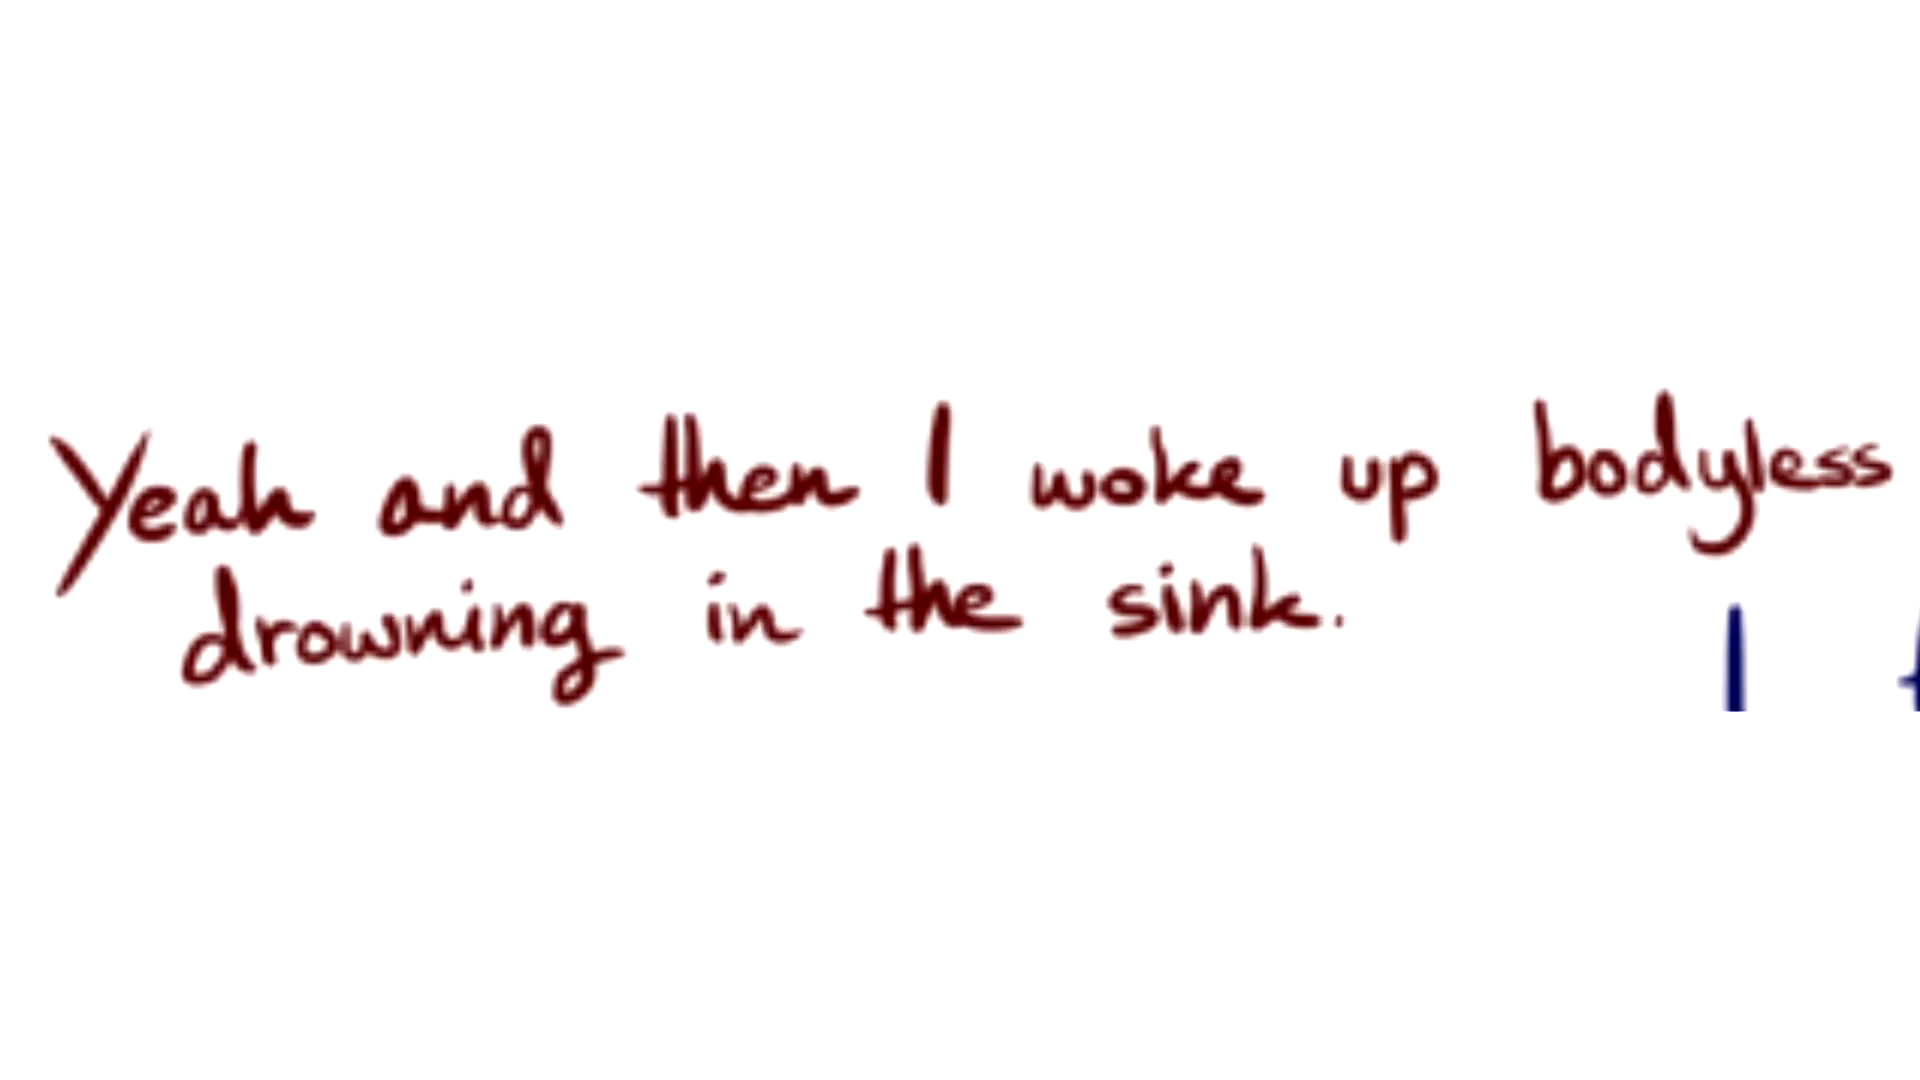 Yeah and then I woke up bodyless
drowning in the sink.
I